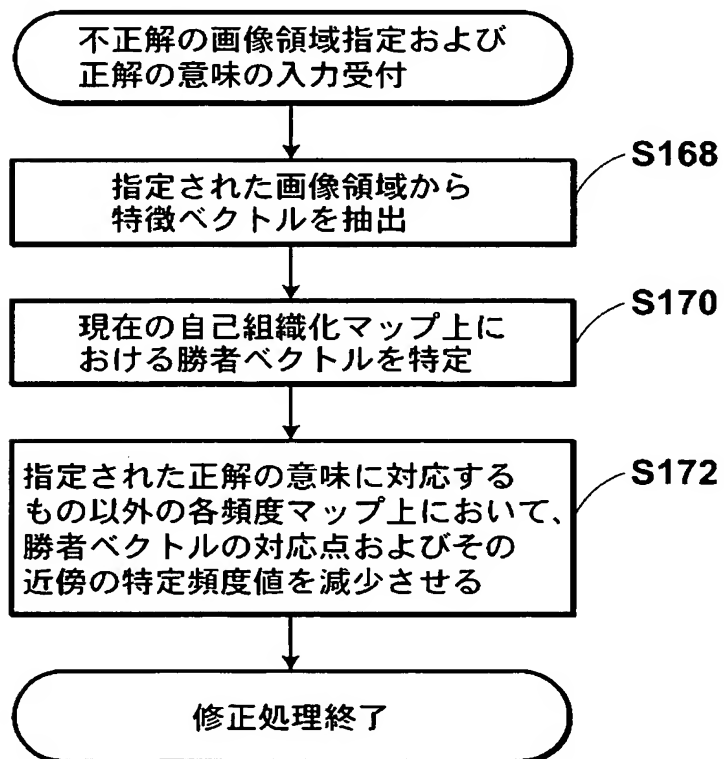 不正解の画像領域指定および
正解の意味の入力受付
S168
指定された画像領域から
特徴ベクトルを抽出
S170
現在の自己組織化マップ上に
おける勝者ベクトルを特定
S172
指定された正解の意味に対応する
もの以外の各頻度マップ上において、
勝者ベクトルの対応点およびその
近傍の特定頻度値を減少させる
修正処理終了